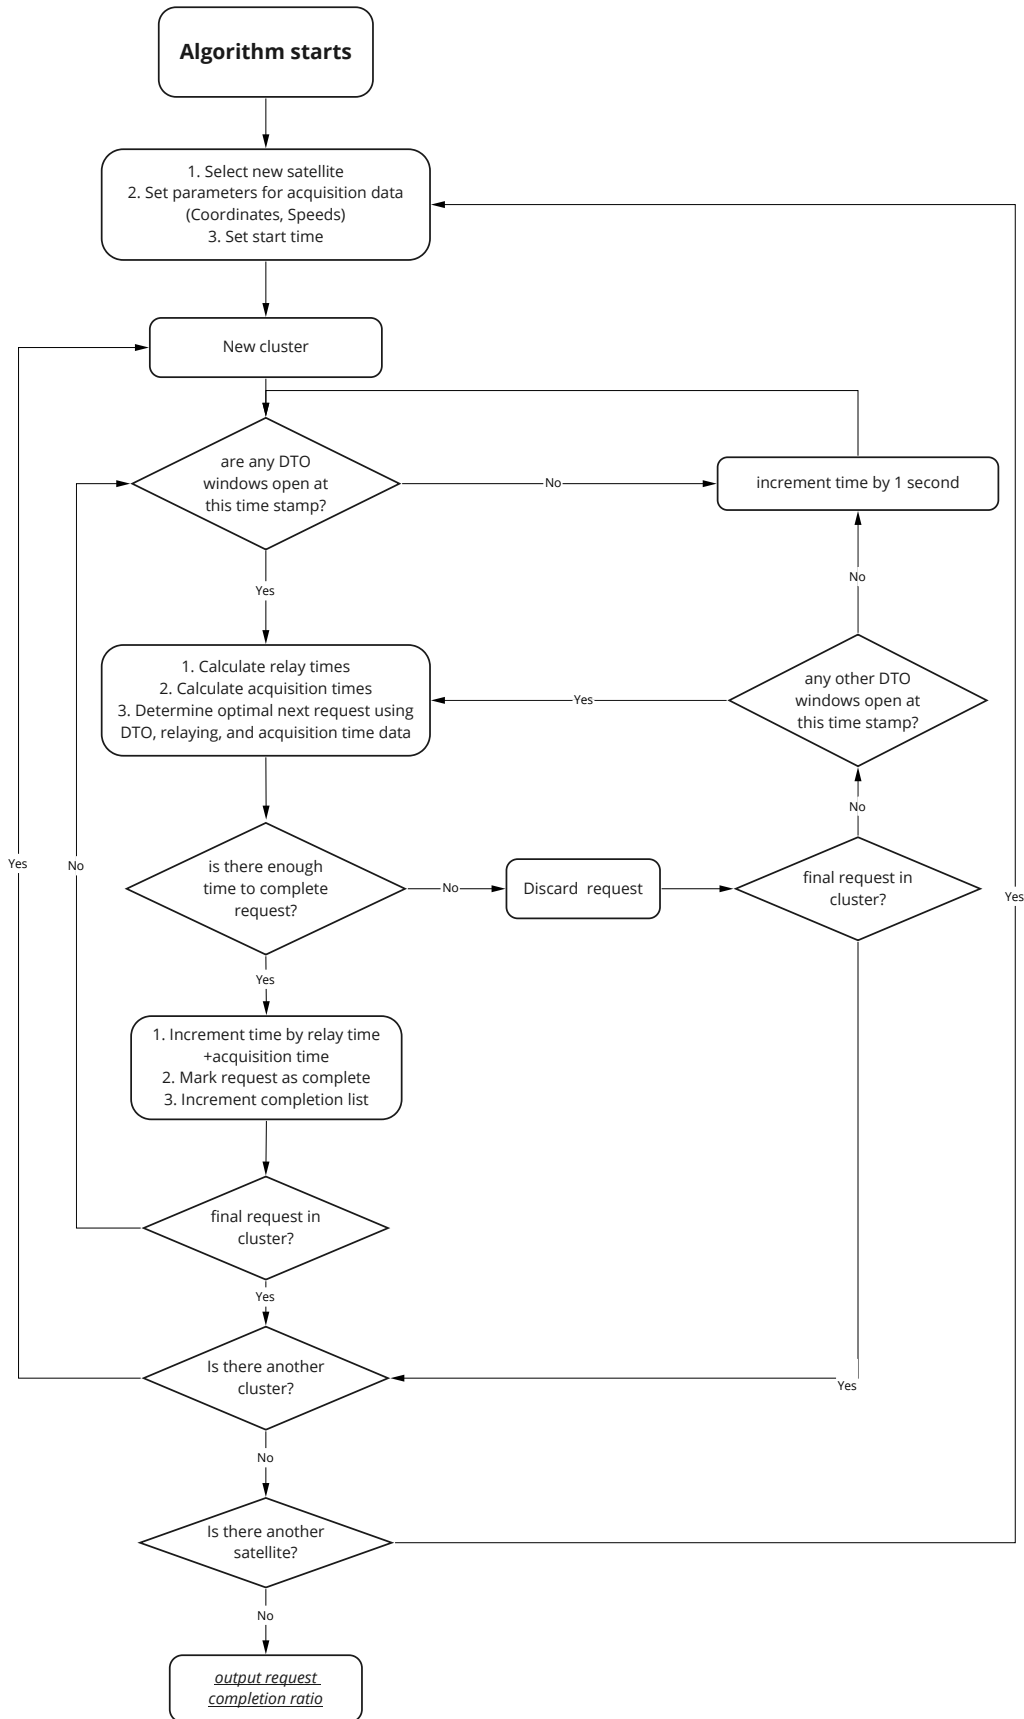 Algorithm starts
1. Select new satellite
2. Set parameters for acquisition data
(Coordinates, Speeds)
3. Set start time
New cluster
are any DTO
windows open at
this time stamp?
No
increment time by 1 second
Yes
No
1. Calculate relay times
2. Calculate acquisition times
3. Determine optimal next request using
DTO, relaying, and acquisition time data
Yes
any other DTO
windows open at
this time stamp?
No
Yes
No
is there enough
time to complete
request?
No
Discard request
final request in
cluster?
Yes
Yes
1. Increment time by relay time
+acquisition time
2. Mark request as complete
3. Increment completion list
final request in
cluster?
Yes
Is there another
cluster?
Yes
No
Is there another
satellite?
No
output request
completion ratio